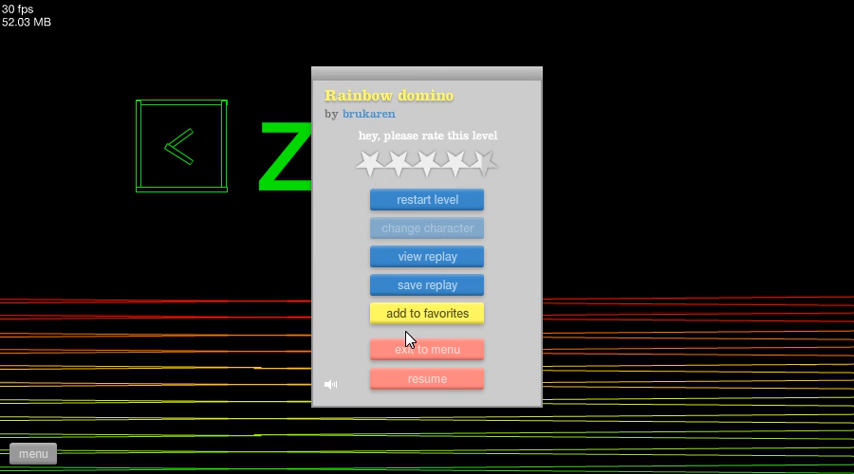 30 fps
52.03 MB
Rainbow domino
by brukaren
hey, please rate this level
< Z
restart level
change character
view replay
save replay
add to favorites
exit to menu
resume
menu